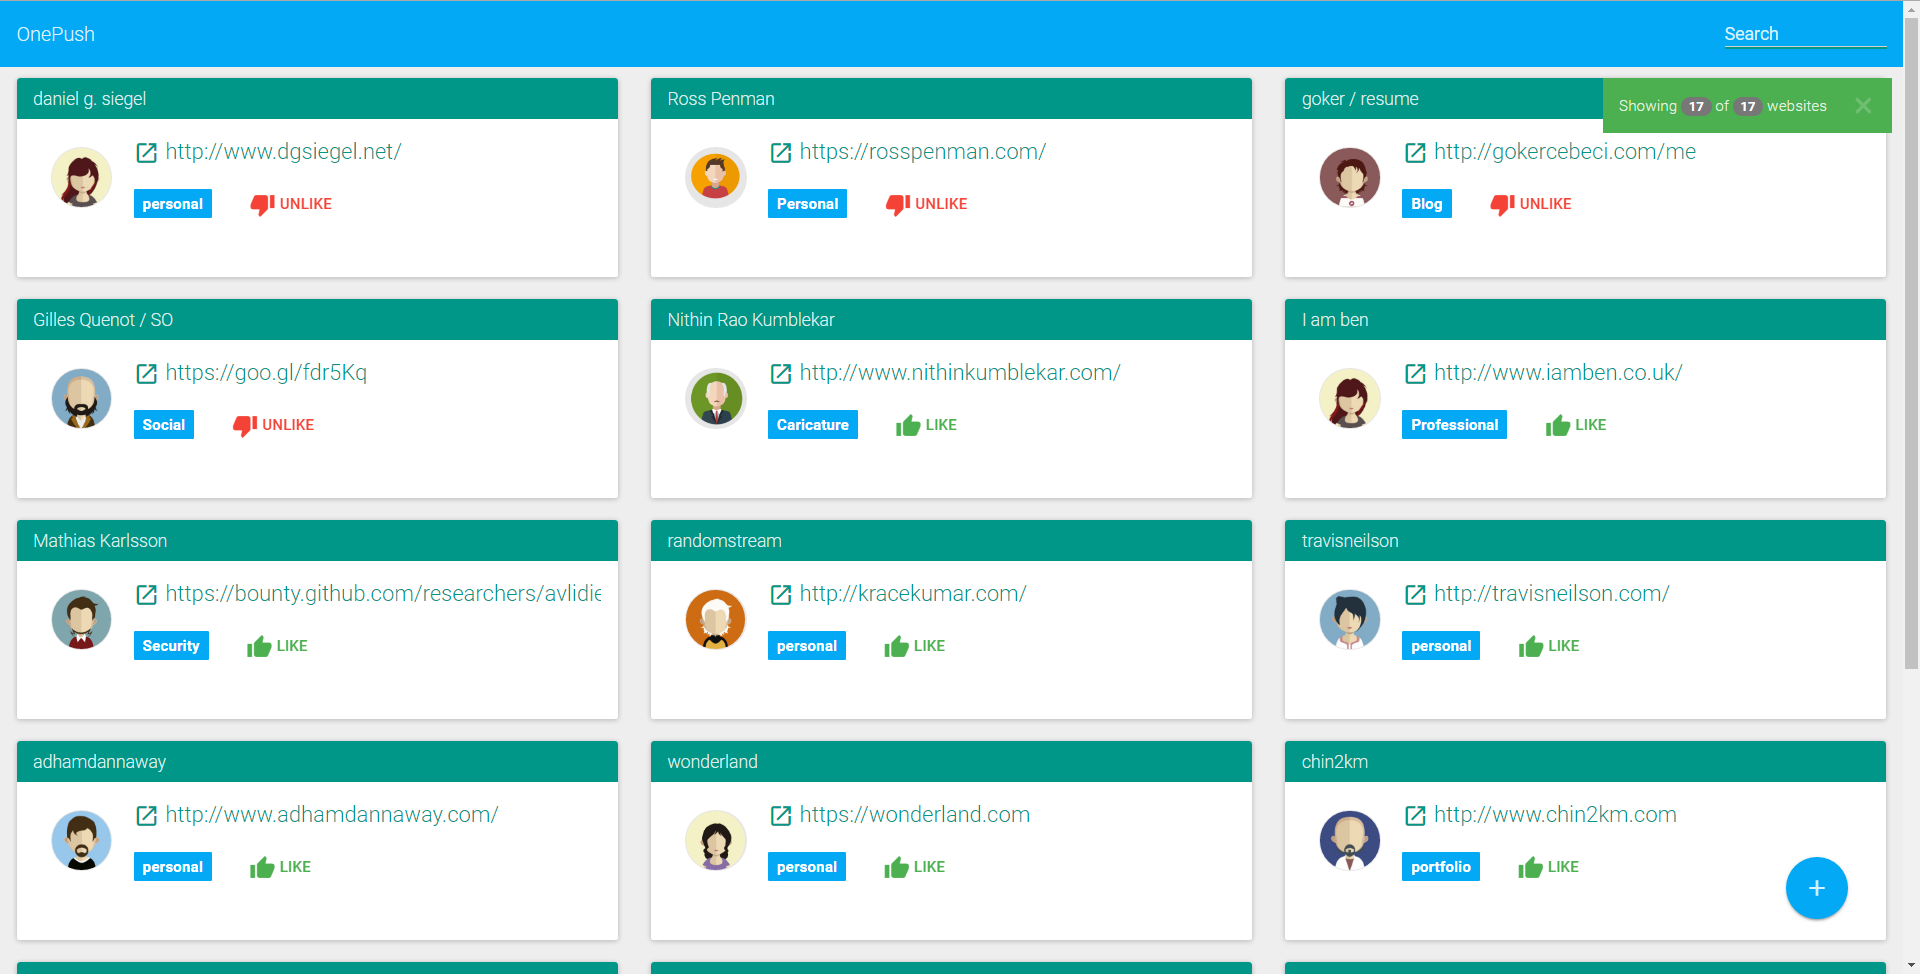 OnePush
Search
Showing 17 of 17 websites
daniel g. siegel
http://www.dgsiegel.net/
personal
UNLIKE
Ross Penman
https://rosspenman.com/
Personal
UNLIKE
goker / resume
http://gokercebeci.com/me
Blog
UNLIKE
Gilles Quenot / SO
https://goo.gl/fdr5Kq
Social
UNLIKE
Nithin Rao Kumblekar
http://www.nithinkumblekar.com/
Caricature
LIKE
I am ben
http://www.iamben.co.uk/
Professional
LIKE
Mathias Karlsson
https://bounty.github.com/researchers/avlidie
Security
LIKE
randomstream
http://kracekumar.com/
personal
LIKE
travisneilson
http://travisneilson.com/
personal
LIKE
adhamdannaway
http://www.adhamdannaway.com/
personal
LIKE
wonderland
https://wonderland.com
personal
LIKE
chin2km
http://www.chin2km.com
portfolio
LIKE